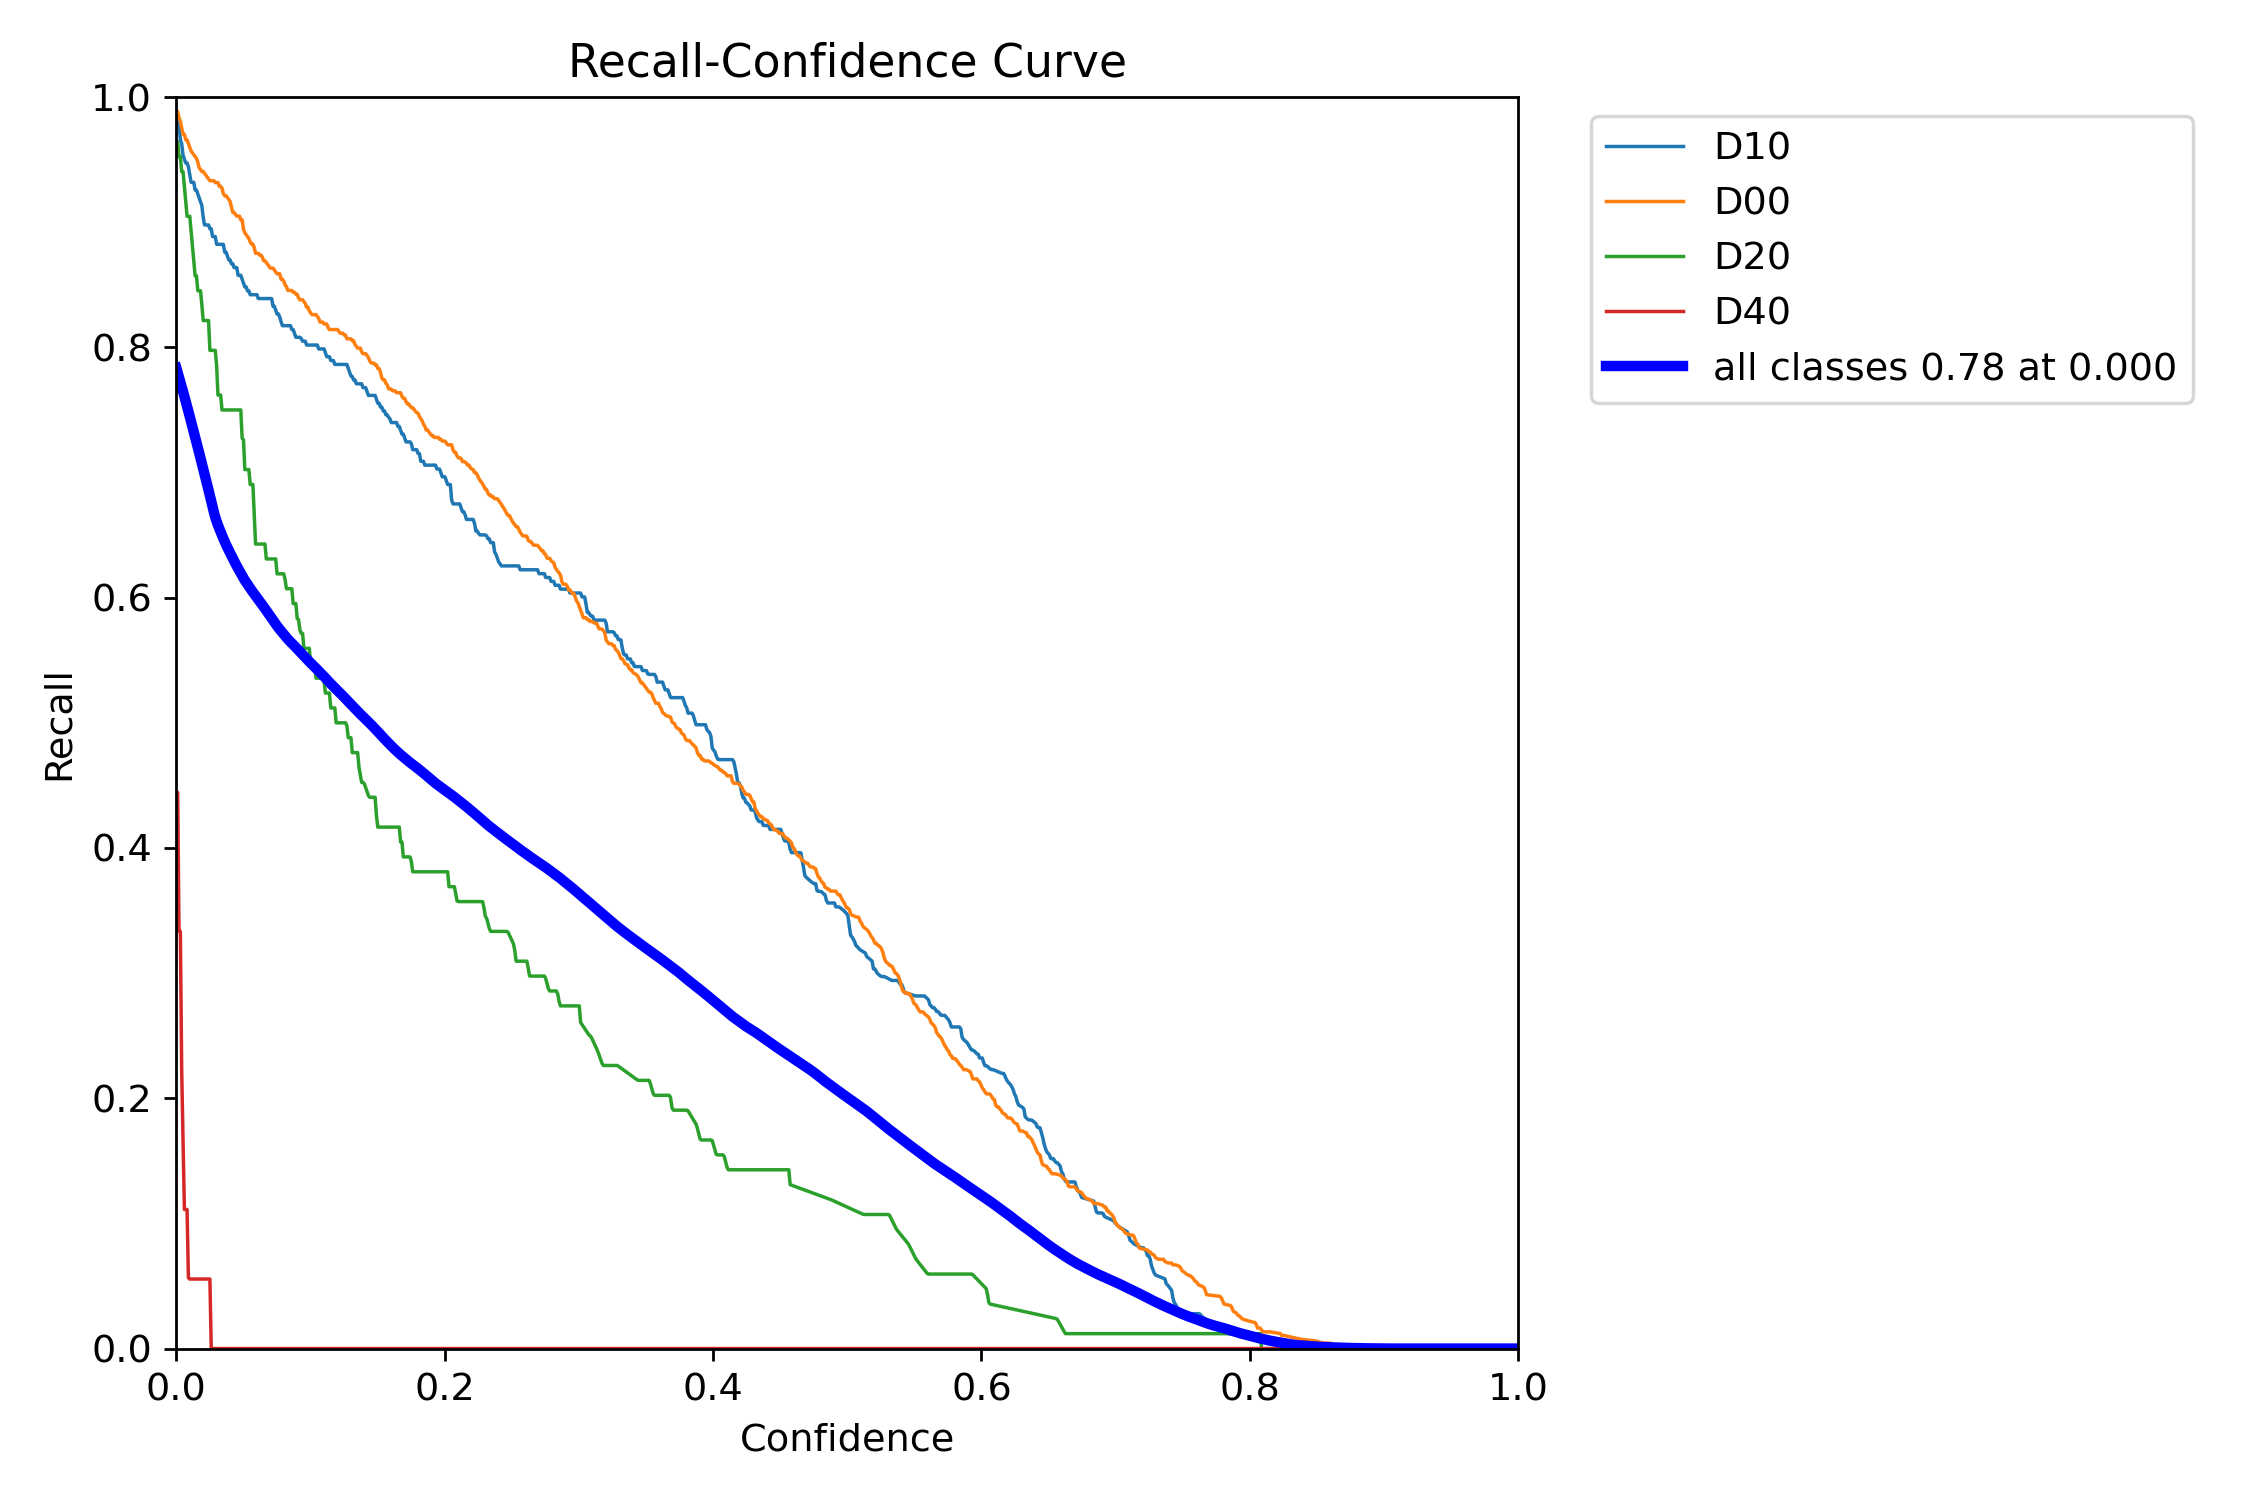 Recall-Confidence Curve
1.0
0.8
0.6
0.4
0.2
0.0
Recall
0.0 0.2 0.4 0.6 0.8 1.0
Confidence
D10
D00
D20
D40
all classes 0.78 at 0.000